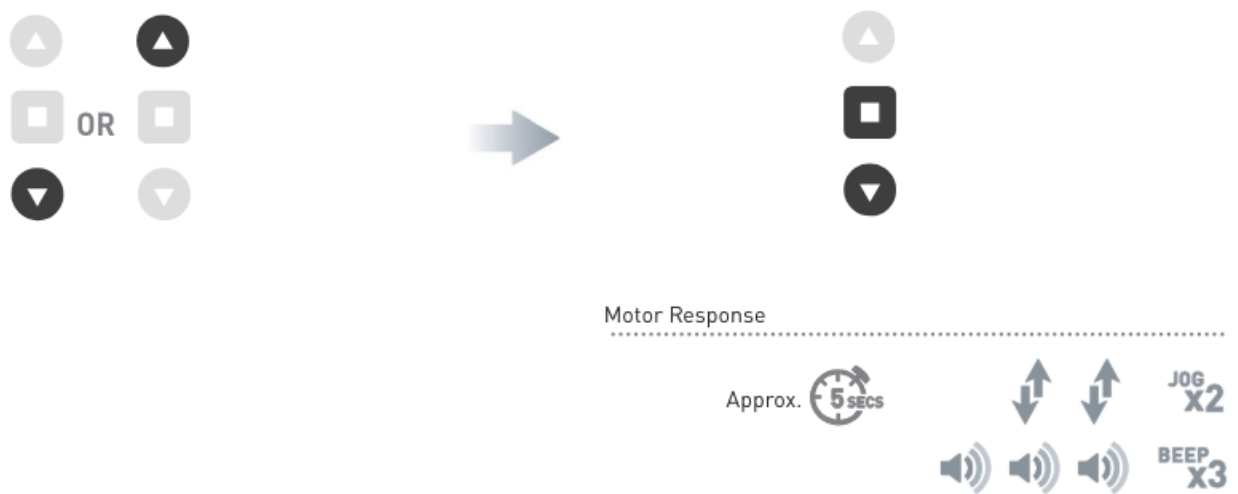 OR
Motor Response
Approx. 5 SECS
JOG x2
BEEP x3